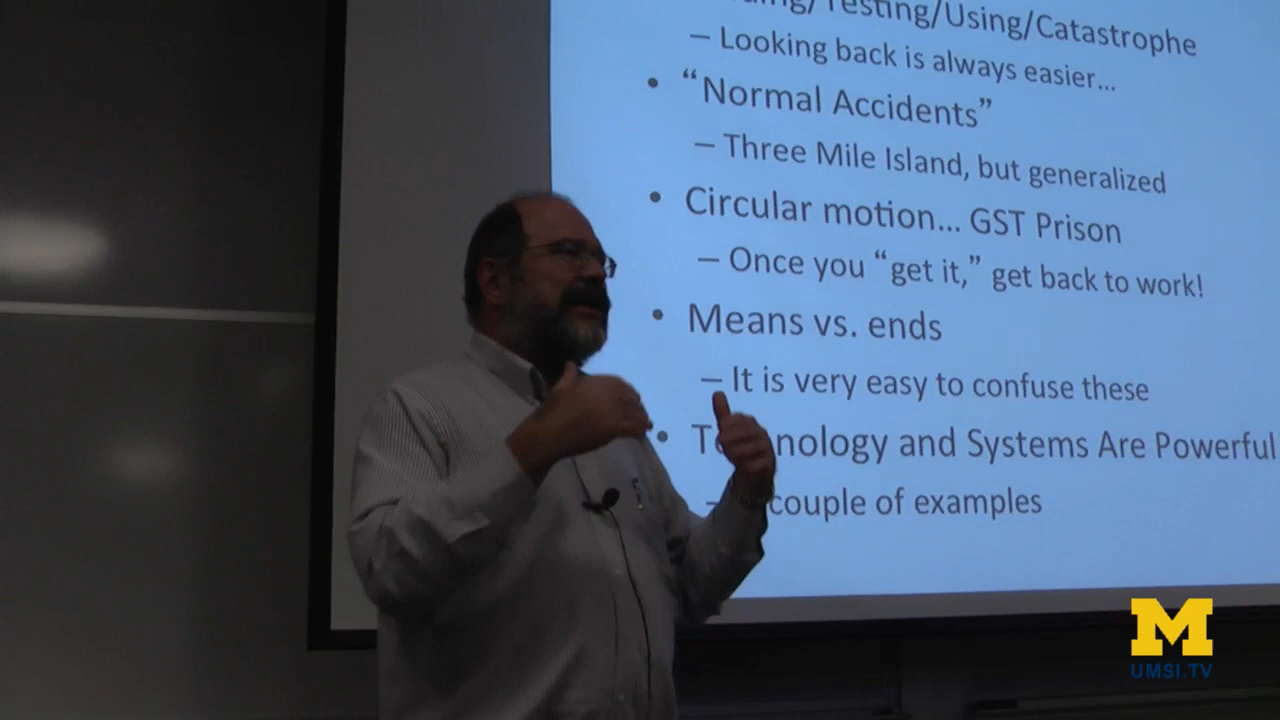 /Testing/Using/Catastrophe
– Looking back is always easier...
• “Normal Accidents”
– Three Mile Island, but generalized
• Circular motion... GST Prison
– Once you “get it,” get back to work!
• Means vs. ends
– It is very easy to confuse these
• Technology and Systems Are Powerful
– couple of examples
M
UMSI.TV